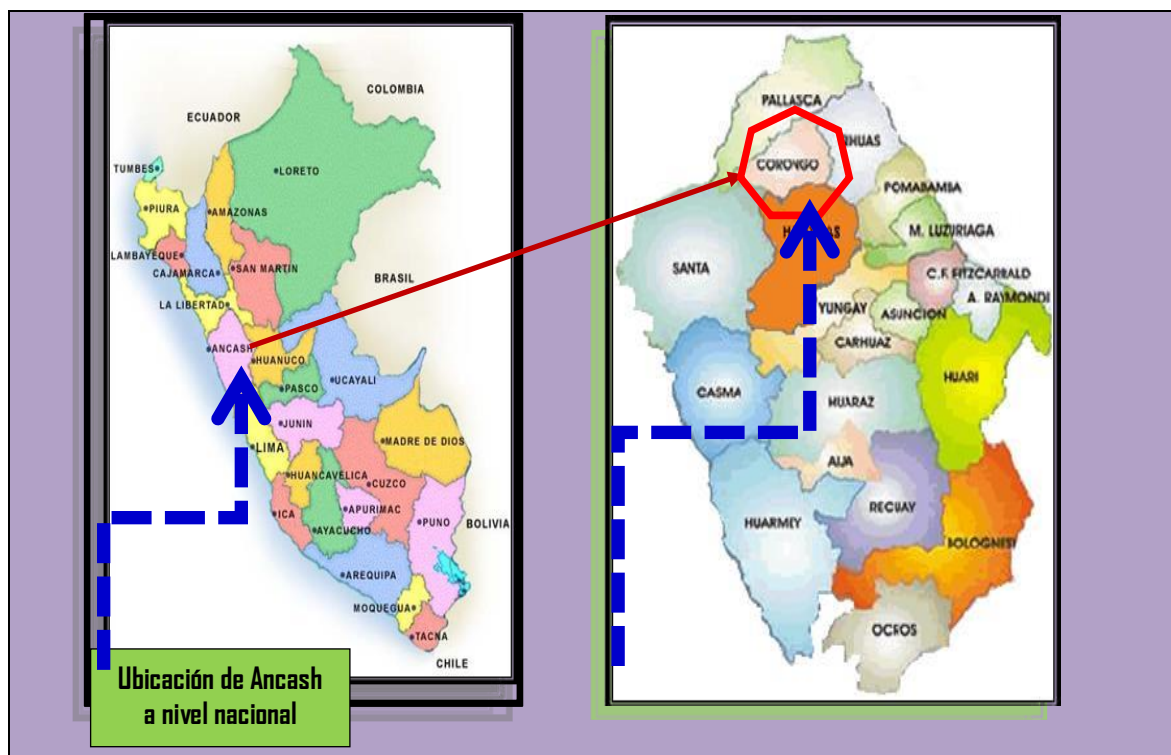 COLOMBIA
ECUADOR
TUMBES
LORETO
PIURA
AMAZONAS
LAMBAYEQUE
SAN MARTIN
CAJAMARCA
BRASIL
LA LIBERTAD
ANCASH
HUANUCO
UCAYALI
PASCO
JUNIN
LIMA
MADRE DE DIOS
HUANCAVELICA
CUZCO
ICA
APURIMAC
AYACUCHO
PUNO
BOLIVIA
AREQUIPA
MOQUEGUA
TACNA
CHILE
Ubicación de Ancash
a nivel nacional
PALLASCA
RHUAS
CORONGO
POMABAMBA
M. LUZURIAGA
SANTA
C.F. FITZCARRALD
A. RAYMONDI
YUNGAY
ASUNCION
CARHUAZ
HUARI
CASMA
HUARAZ
AIJA
RECUAY
HUARMEY
BOLOGNESI
OCROS